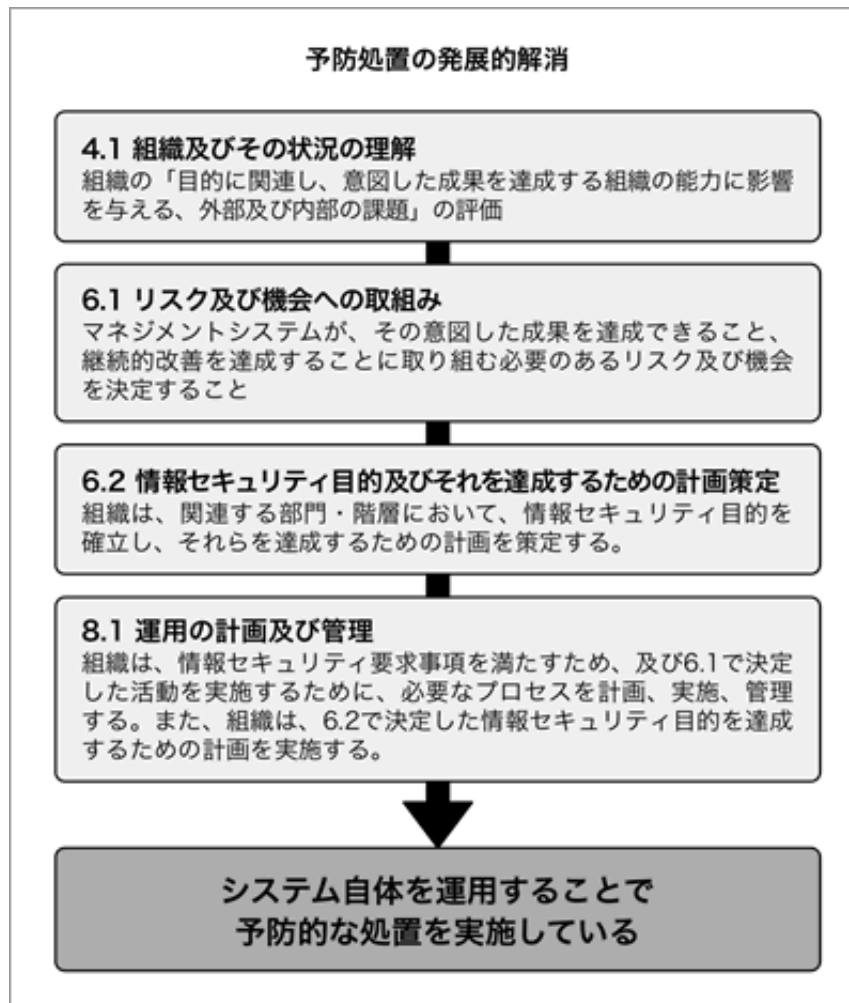 予防処置の発展的解消
4.1 組織及びその状況の理解
組織の「目的に関連し、意図した成果を達成する組織の能力に影響
を与える、外部及び内部の課題」の評価
6.1 リスク及び機会への取組み
マネジメントシステムが、その意図した成果を達成できること、
継続的改善を達成することに取り組む必要のあるリスク及び機会
を決定すること
6.2 情報セキュリティ目的及びそれを達成するための計画策定
組織は、関連する部門・階層において、情報セキュリティ目的を
確立し、それらを達成するための計画を策定する。
8.1 運用の計画及び管理
組織は、情報セキュリティ要求事項を満たすため、及び6.1で決定
した活動を実施するために、必要なプロセスを計画、実施、管理
する。また、組織は、6.2で決定した情報セキュリティ目的を達成
するための計画を実施する。
システム自体を運用することで
予防的な処置を実施している